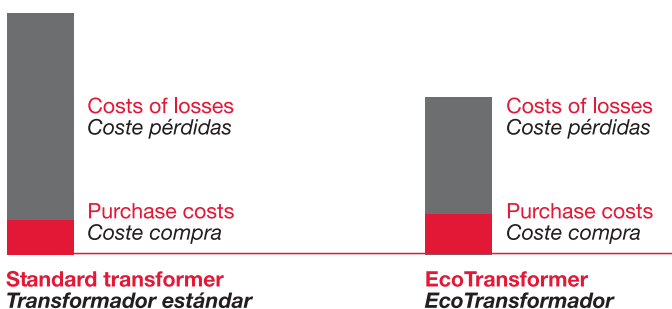 Costs of losses
Coste pérdidas
Purchase costs
Coste compra
Standard transformer
Transformador estándar
Costs of losses
Coste pérdidas
Purchase costs
Coste compra
EcoTransformer
EcoTransformador